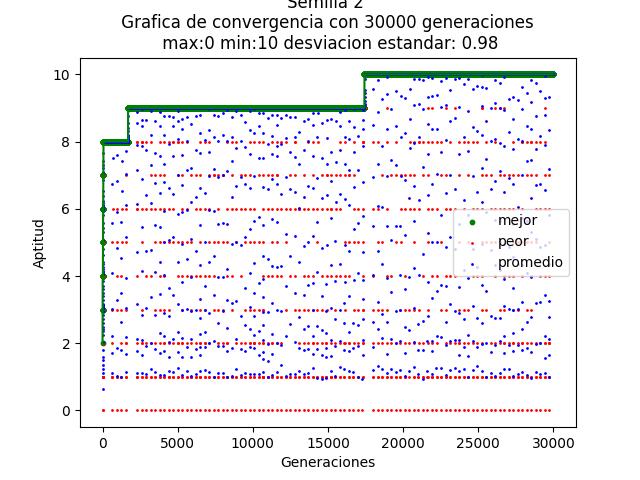 Semilla 2
Grafica de convergencia con 30000 generaciones
max:0 min:10 desviacion estandar: 0.98
10
8
6
4
2
0
Aptitud
mejor
peor
promedio
0 5000 10000 15000 20000 25000 30000
Generaciones